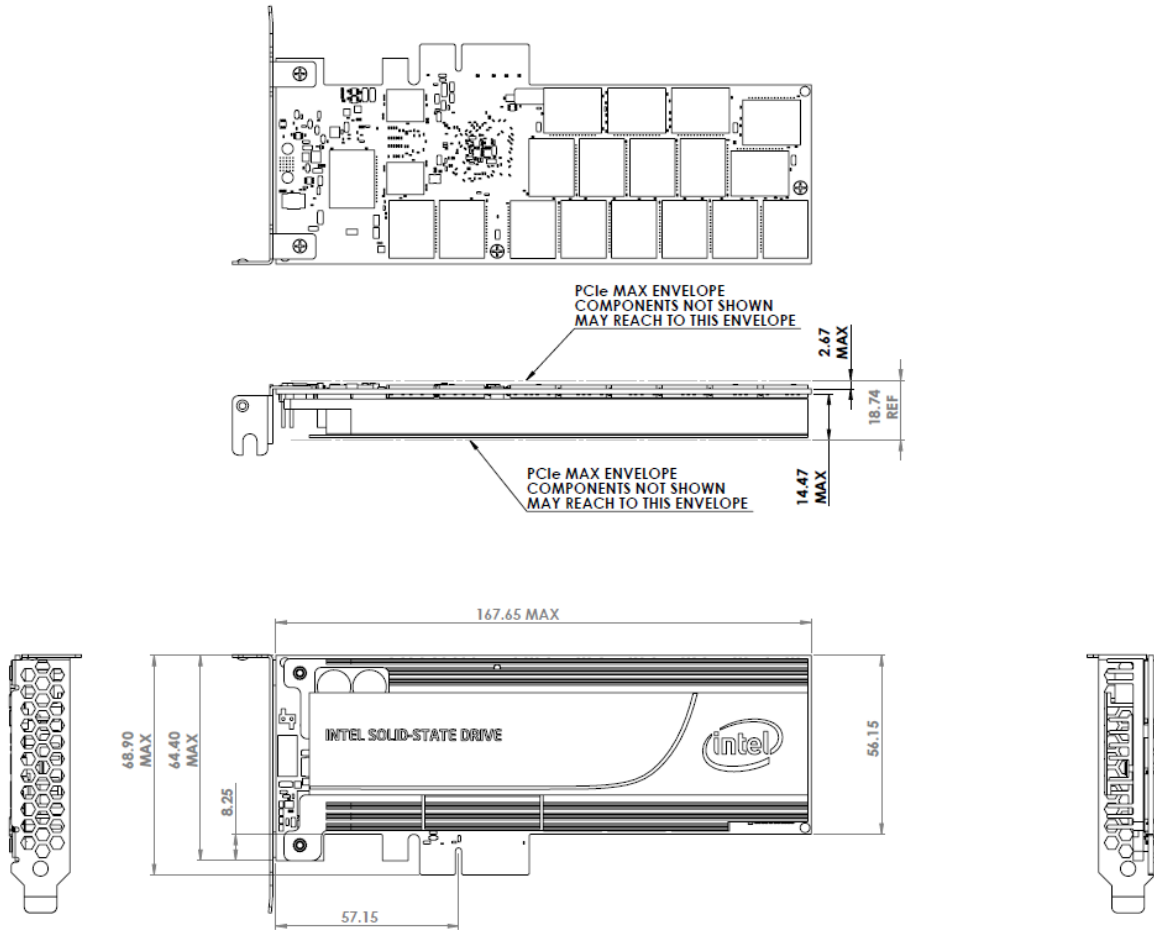 PCIe MAX ENVELOPE
COMPONENTS NOT SHOWN
MAY REACH TO THIS ENVELOPE
2.67
MAX
18.74
REF
14.47
MAX
PCIe MAX ENVELOPE
COMPONENTS NOT SHOWN
MAY REACH TO THIS ENVELOPE
167.65 MAX
68.90
MAX
64.40
MAX
8.25
INTEL SOLID-STATE DRIVE
intel
56.15
57.15